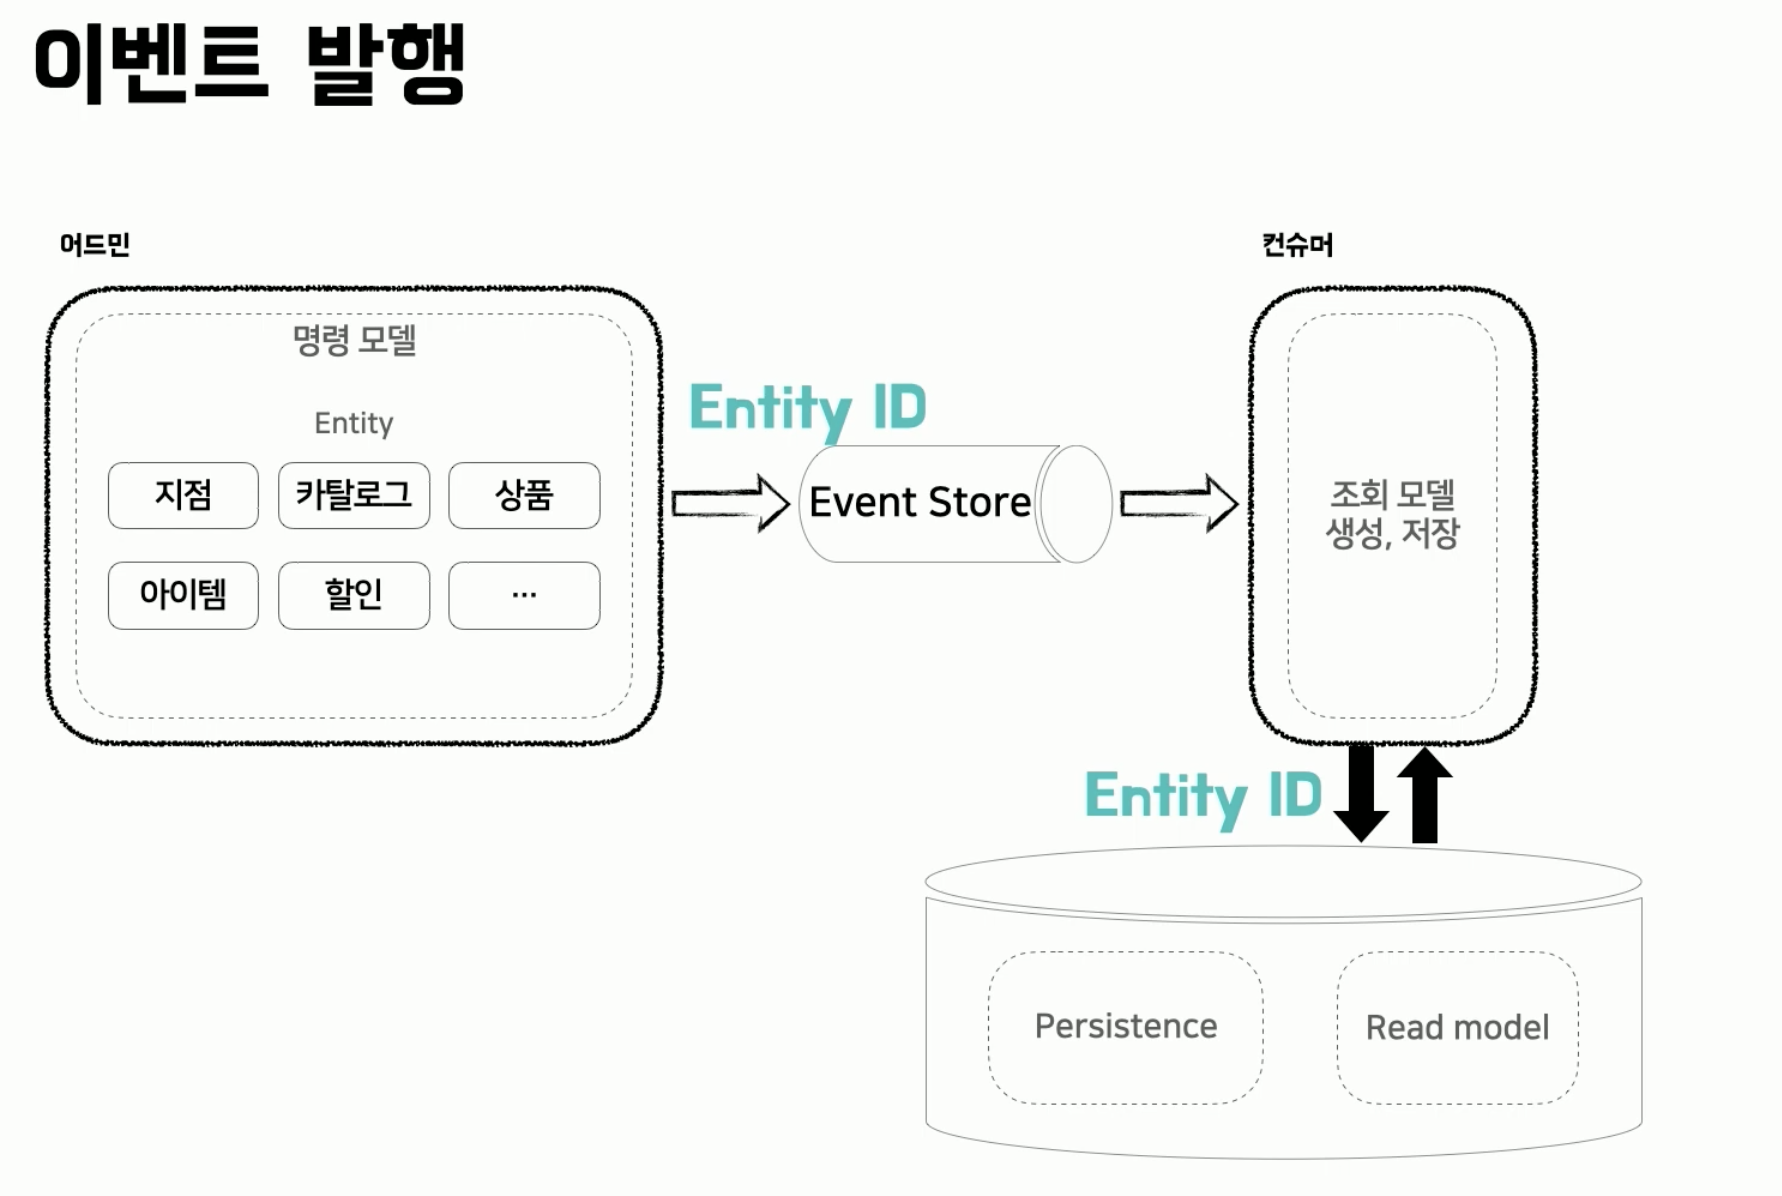 이벤트 발행
어드민
컨슈머
명령 모델
Entity
지점
카탈로그
상품
아이템
할인
...
Entity ID
Event Store
조회 모델
생성, 저장
Entity ID
Persistence
Read model